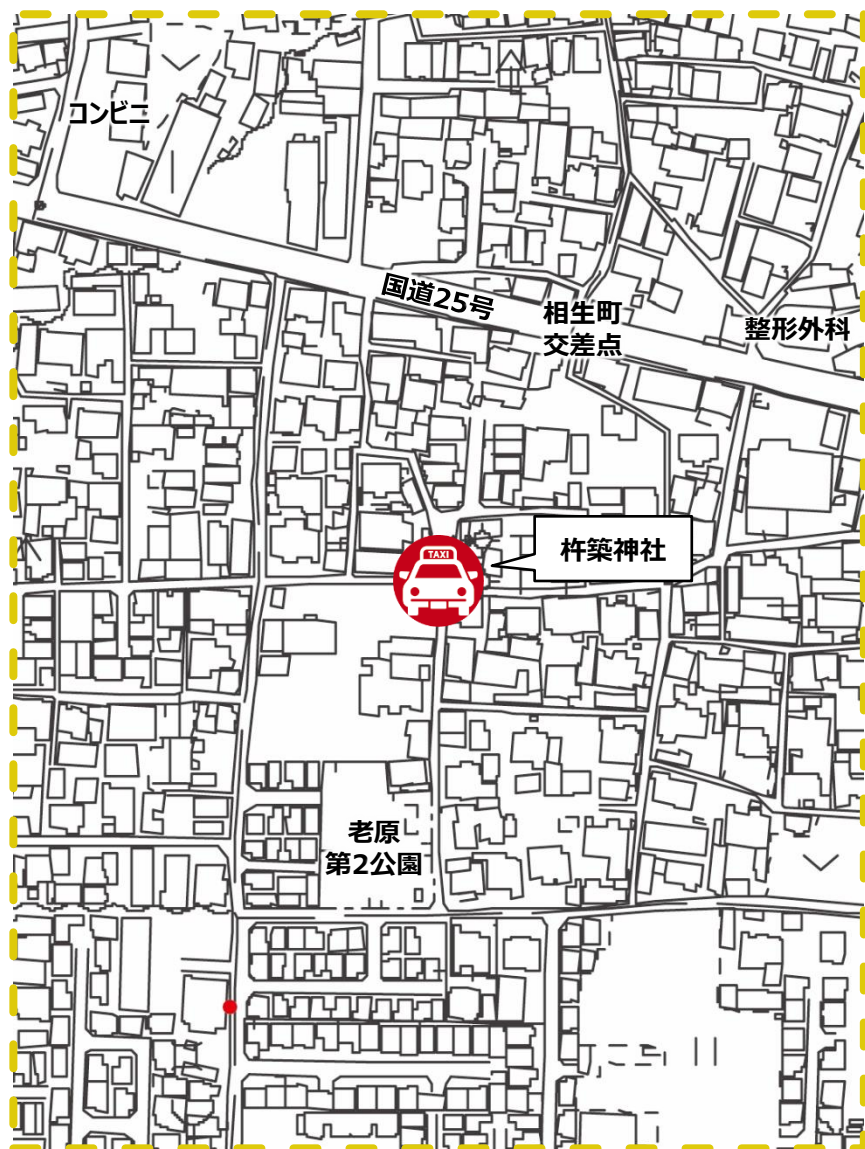 コンビニ
国道25号
相生町
交差点
整形外科
TAXI
杵築神社
老原
第2公園